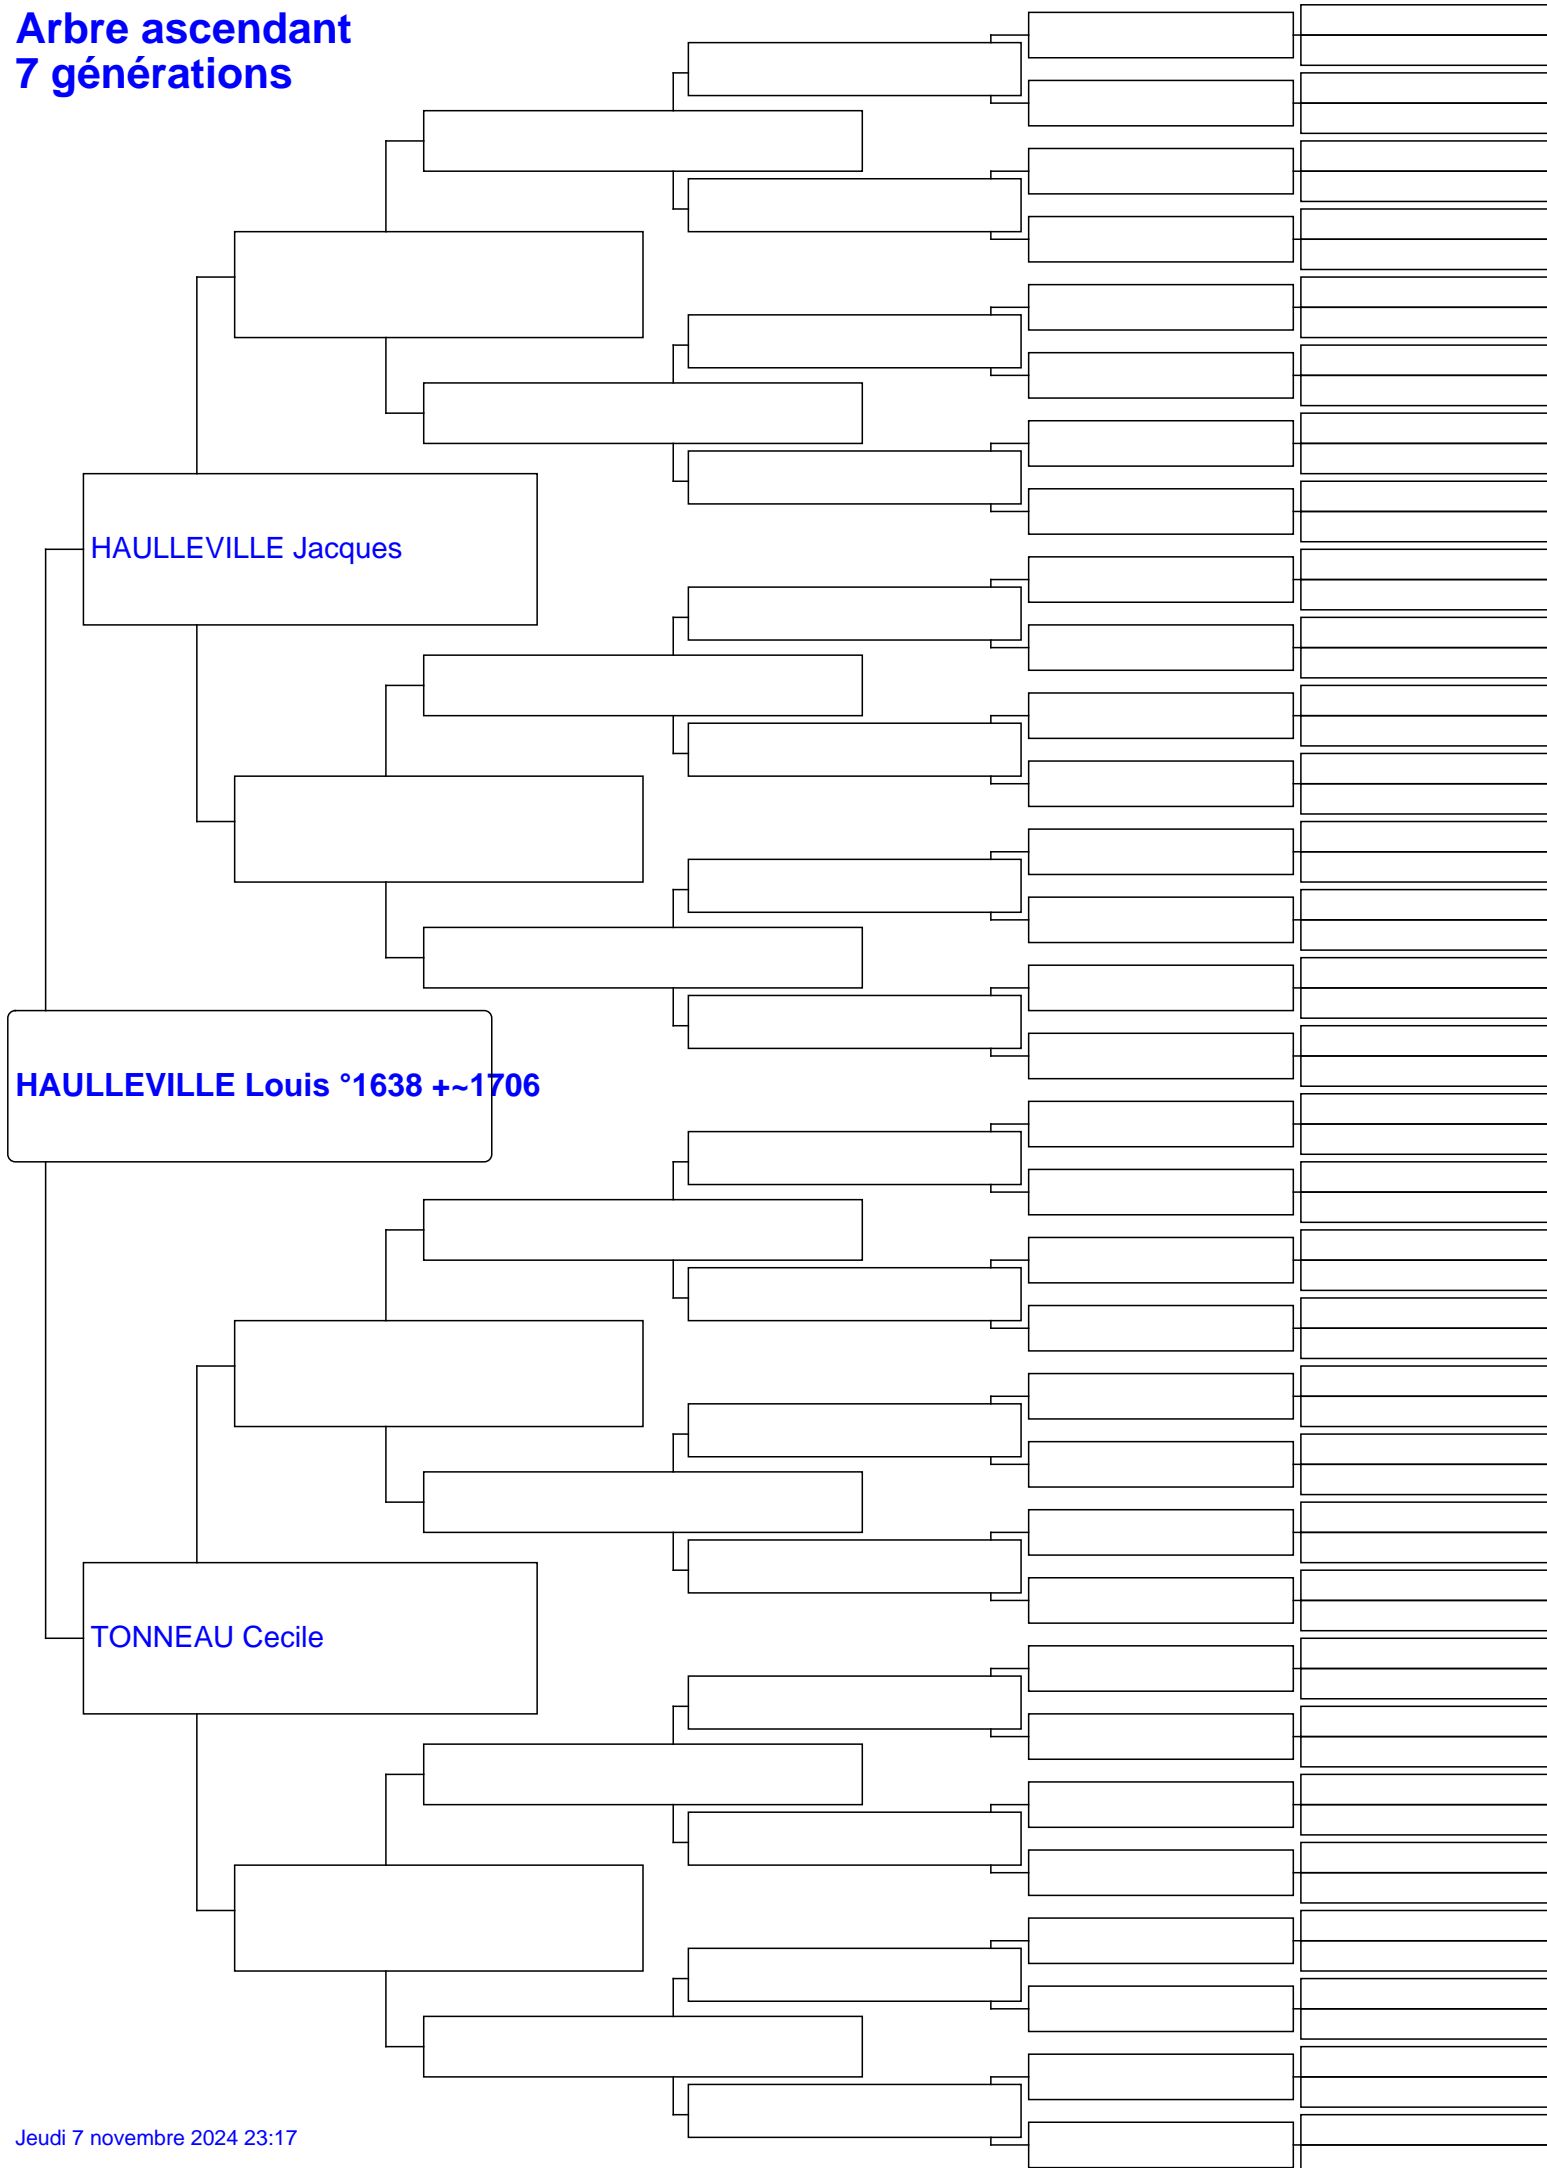 Arbre ascendant
7 générations
HAULLEVILLE Jacques
HAULLEVILLE Louis °1638 +~1706
TONNEAU Cecile
Jeudi 7 novembre 2024 23:17